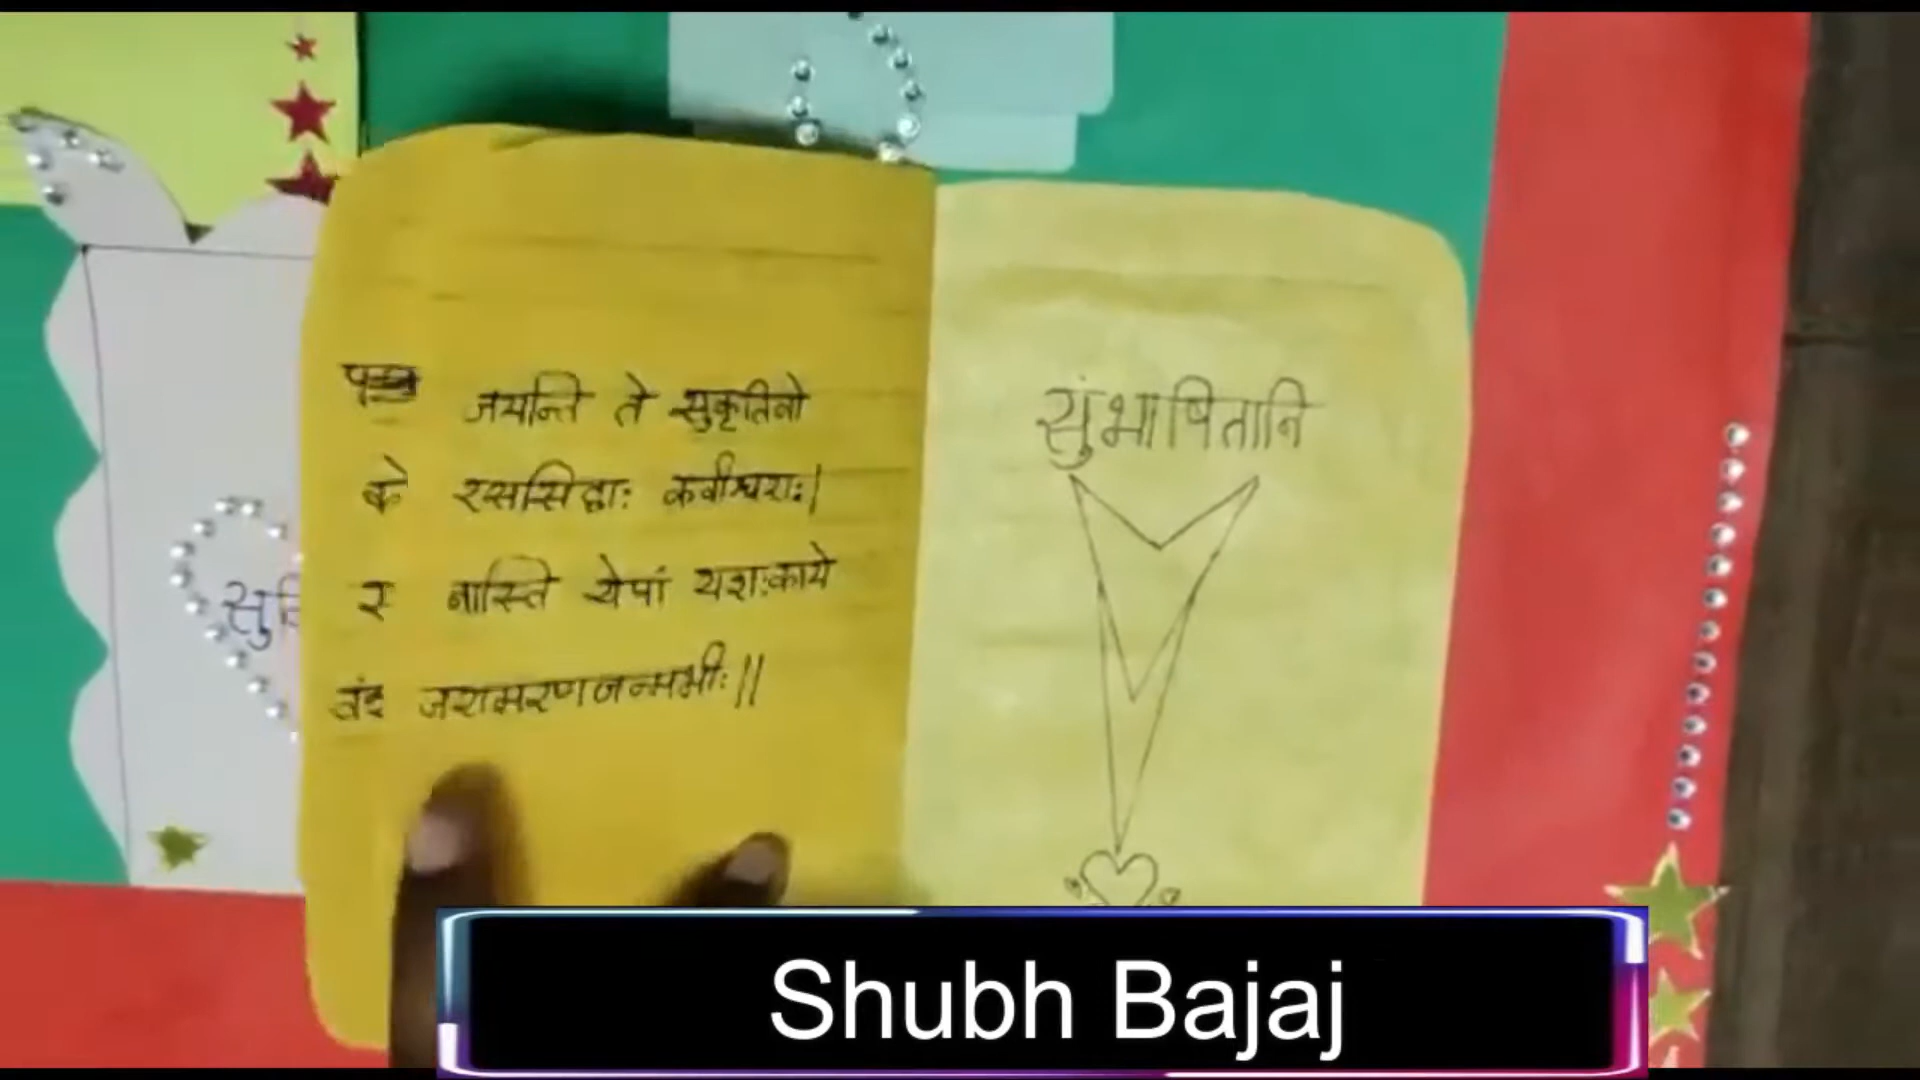 जयन्ति ते सुकृतिनो
के रससिद्धाः कवीश्वराः।
र नास्ति येषां यशःकाये
जरामरणजन्मभीः॥
सुंभाषितानि
Shubh Bajaj